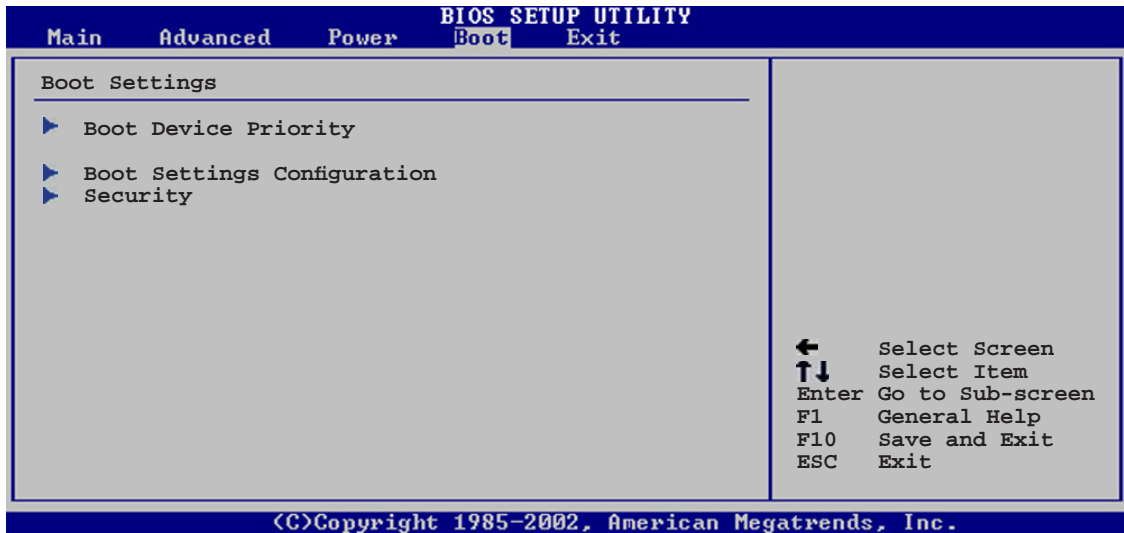 BIOS SETUP UTILITY
Main Advanced Power Boot Exit
Boot Settings
Boot Device Priority
Boot Settings Configuration
Security
← Select Screen
↑↓ Select Item
Enter Go to Sub-screen
F1 General Help
F10 Save and Exit
ESC Exit
(C)Copyright 1985-2002, American Megatrends, Inc.